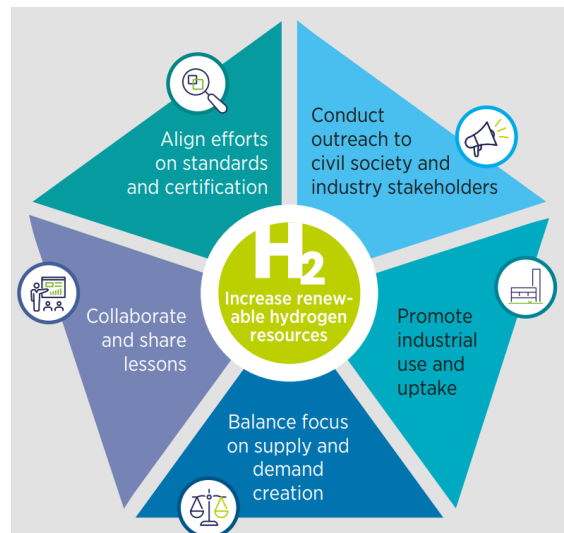 Align efforts
on standards
and certification
Conduct
outreach to
civil society and
industry stakeholders
H2
Increase renew-
able hydrogen
resources
Collaborate
and share
lessons
Promote
industrial
use and
uptake
Balance focus
on supply and
demand
creation